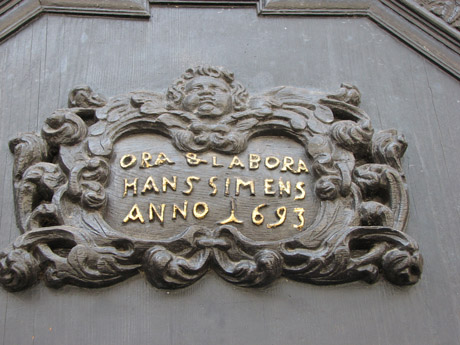 ORA & LABORA
HANS SIMENS
ANNO 1693